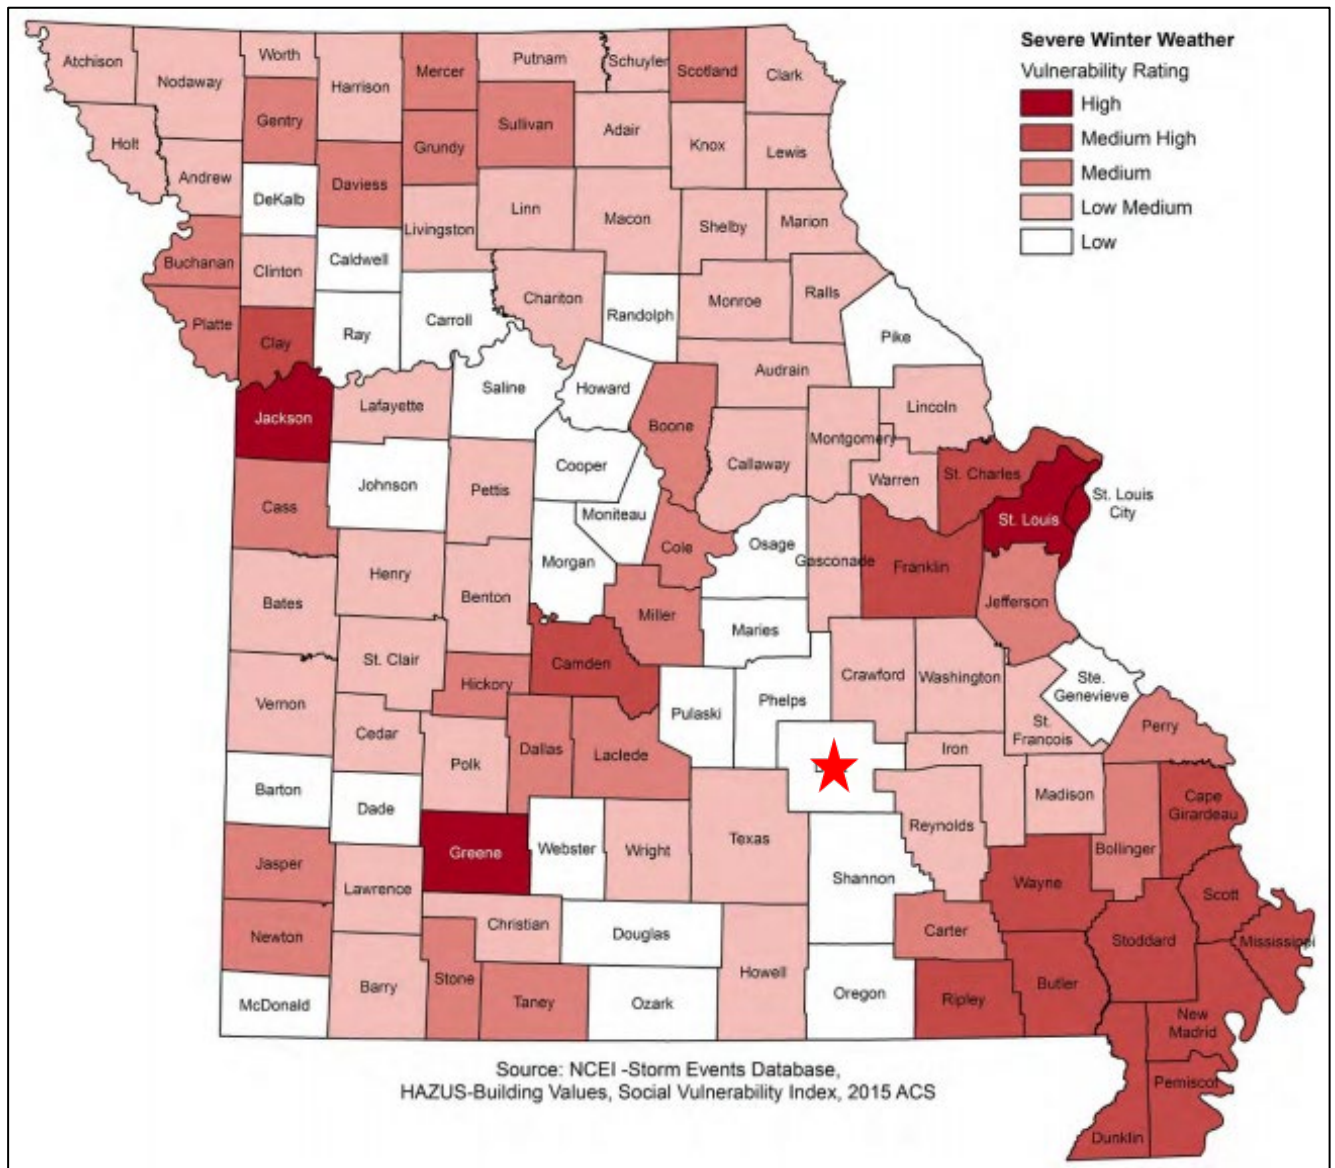 Severe Winter Weather
Vulnerability Rating
High
Medium High
Medium
Low Medium
Low
Atchison
Nodaway
Worth
Harrison
Mercer
Putnam
Schuyler
Scotland
Clark
Holt
Andrew
Gentry
DeKalb
Daviess
Grundy
Sullivan
Adair
Knox
Lewis
Buchanan
Clinton
Caldwell
Livingston
Linn
Macon
Shelby
Marion
Platte
Clay
Ray
Carroll
Chariton
Randolph
Monroe
Ralls
Pike
Jackson
Lafayette
Saline
Howard
Boone
Audrain
Callaway
Montgomery
Lincoln
Warren
St. Charles
St. Louis
St. Louis
City
Cass
Johnson
Pettis
Cooper
Moniteau
Morgan
Cole
Osage
Gasconade
Franklin
Jefferson
Bates
Henry
Benton
Miller
Maries
Vernon
St. Clair
Hickory
Camden
Pulaski
Phelps
Crawford
Washington
St.
Francois
Ste.
Genevieve
Perry
Cedar
Polk
Dallas
Laclede
Iron
Madison
Cape
Girardeau
Barton
Dade
Greene
Webster
Wright
Texas
Shannon
Reynolds
Bollinger
Wayne
Scott
Jasper
Lawrence
Christian
Douglas
Howell
Carter
Stoddard
Mississippi
Newton
Barry
Stone
Taney
Ozark
Oregon
Ripley
Butler
New
Madrid
McDonald
Pemiscot
Dunklin
Source: NCEI -Storm Events Database,
HAZUS-Building Values, Social Vulnerability Index, 2015 ACS